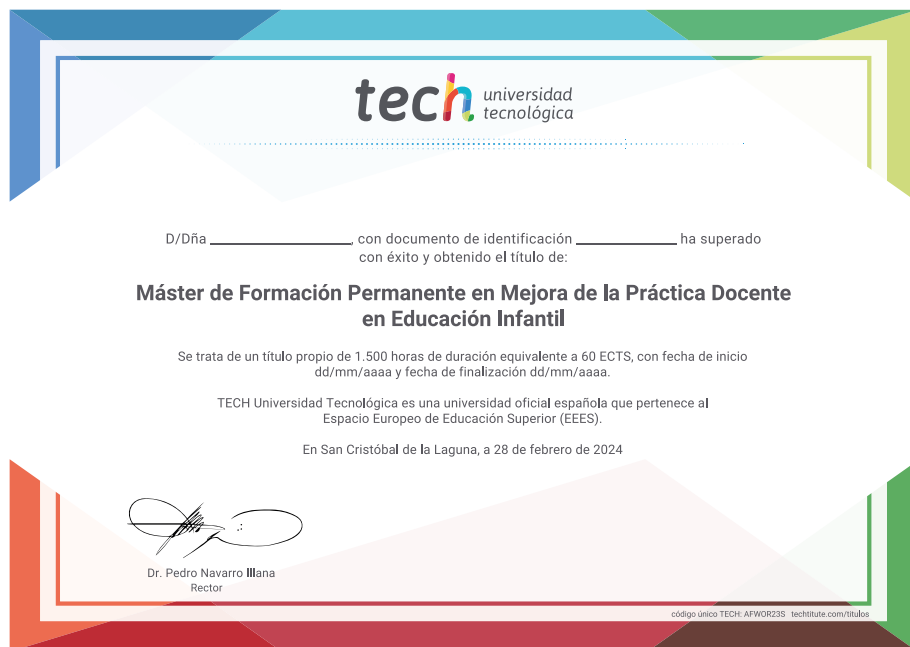 tech universidad
tecnológica
D/Dña ________________, con documento de identificación ____________ ha superado
con éxito y obtenido el título de:
Máster de Formación Permanente en Mejora de la Práctica Docente
en Educación Infantil
Se trata de un título propio de 1.500 horas de duración equivalente a 60 ECTS, con fecha de inicio
dd/mm/aaaa y fecha de finalización dd/mm/aaaa.
TECH Universidad Tecnológica es una universidad oficial española que pertenece al
Espacio Europeo de Educación Superior (EEES).
En San Cristóbal de la Laguna, a 28 de febrero de 2024
Dr. Pedro Navarro Illana
Rector
código único TECH: AFWOR23S techtitute.com/titulos